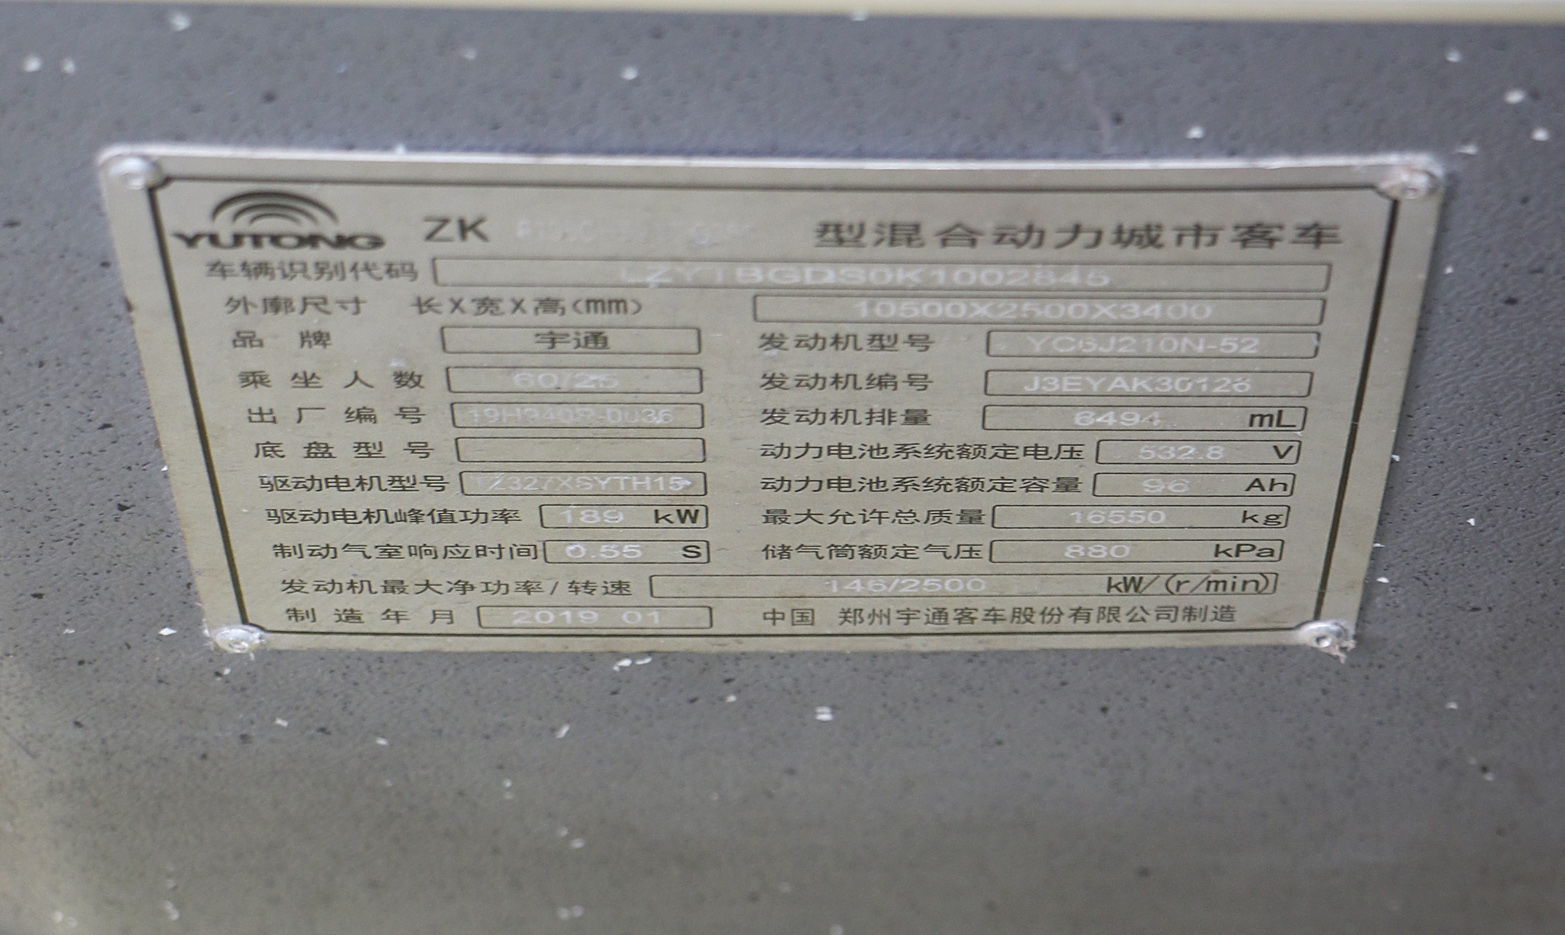 YUTONG ZK 型混合动力城市客车
车辆识别代码 LZYTBGDS0K1002845
外廓尺寸 长X宽X高(mm) 10500X2500X3400
品牌 宇通 发动机型号 YC6J210N-52
乘坐人数 60/25 发动机编号 J3EYAK30126
出厂编号 发动机排量 6494 mL
底盘型号 动力电池系统额定电压 532.8 V
驱动电机型号 TZ327XSYTH15 动力电池系统额定容量 96 Ah
驱动电机峰值功率 189 kW 最大允许总质量 16550 kg
制动气室响应时间 0.55 S 储气筒额定气压 880 kPa
发动机最大净功率/转速 146/2500 kW/(r/min)
制造年月 2019 01 中国 郑州宇通客车股份有限公司制造